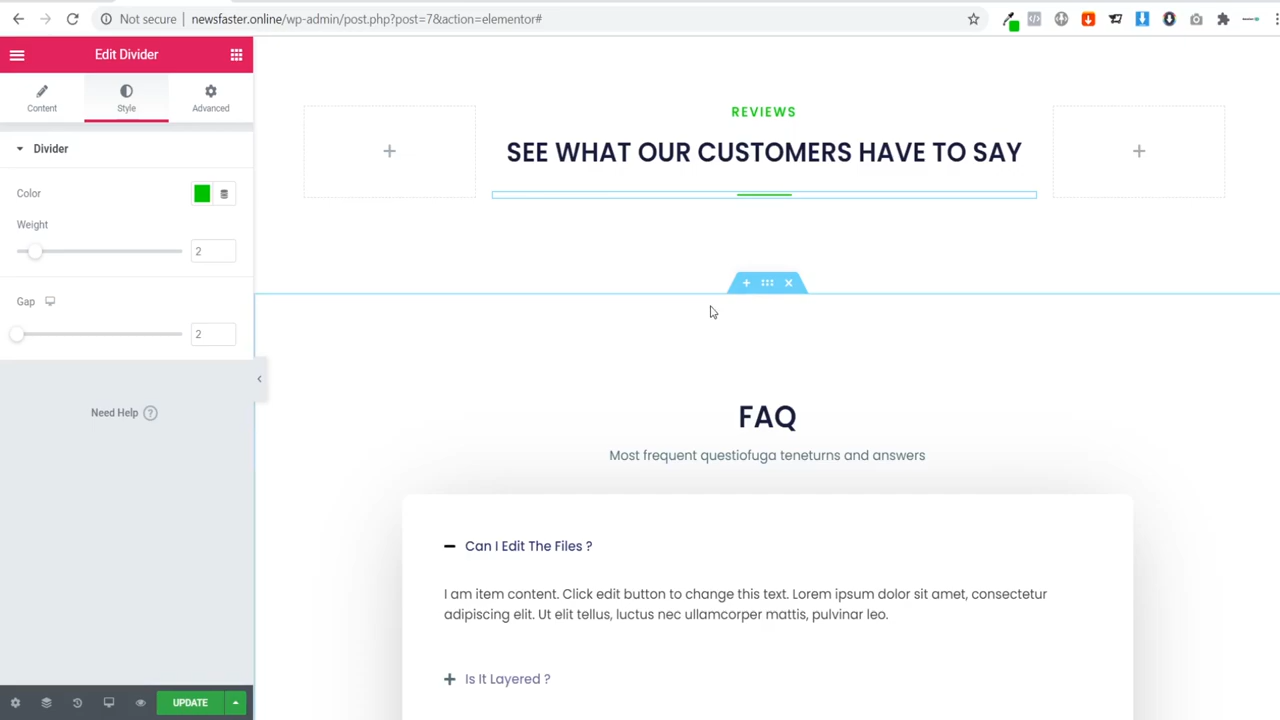 Not secure
newsfaster.online/wp-admin/post.php?post=7&action=elementor#
Edit Divider
Content
Style
Advanced
Divider
Color
Weight
2
Gap
2
Need Help ?
UPDATE
REVIEWS
SEE WHAT OUR CUSTOMERS HAVE TO SAY
FAQ
Most frequent questiofuga teneturns and answers
Can I Edit The Files ?
I am item content. Click edit button to change this text. Lorem ipsum dolor sit amet, consectetur
adipiscing elit. Ut elit tellus, luctus nec ullamcorper mattis, pulvinar leo.
Is It Layered ?